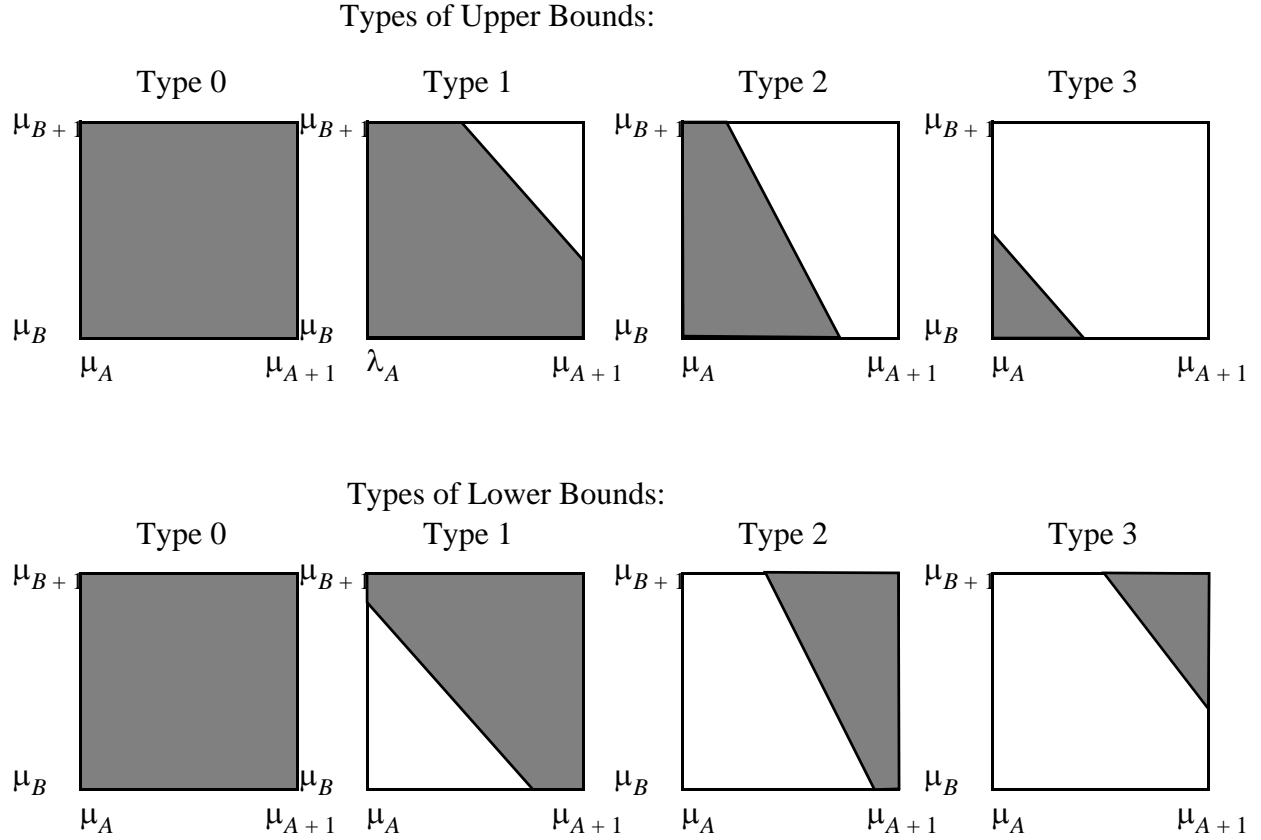 Types of Upper Bounds:
Type 0 Type 1 Type 2 Type 3
μB + 1 μB + 1 μB + 1 μB + 1
μB μB μB μB
μA μA + 1 λA μA + 1 μA μA + 1 μA μA + 1
Types of Lower Bounds:
Type 0 Type 1 Type 2 Type 3
μB + 1 μB + 1 μB + 1 μB + 1
μB μB μB μB
μA μA + 1 μA μA + 1 μA μA + 1 μA μA + 1